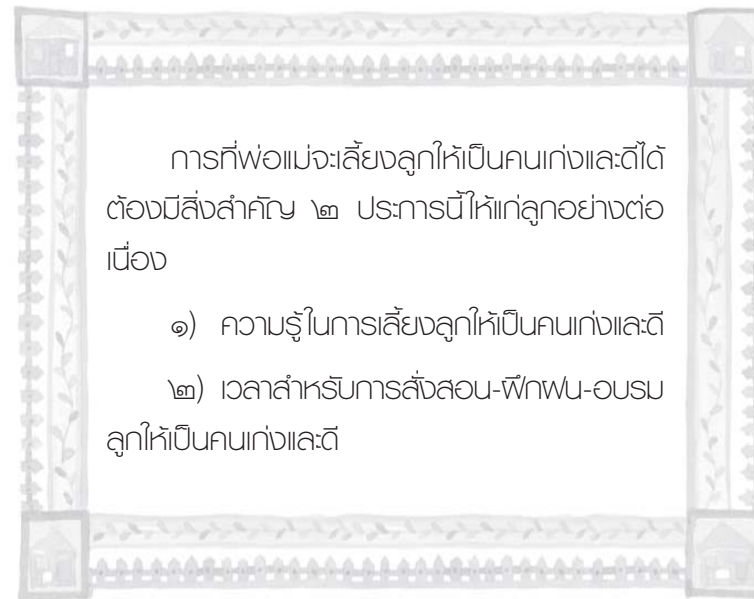 การที่พ่อแม่จะเลี้ยงลูกให้เป็นคนเก่งและดีได้
ต้องมีสิ่งสำคัญ ๒ ประการนี้ให้แก่ลูกอย่างต่อ
เนื่อง
๑) ความรู้ในการเลี้ยงลูกให้เป็นคนเก่งและดี
๒) เวลาสำหรับการสั่งสอน-ฝึกฝน-อบรม
ลูกให้เป็นคนเก่งและดี